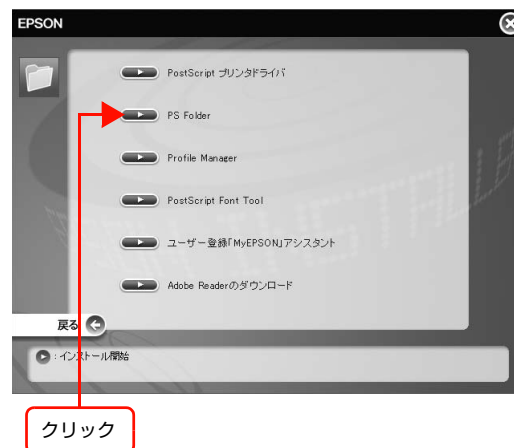 EPSON
PostScript プリンタドライバ
PS Folder
Profile Manager
PostScript Font Tool
ユーザー登録「MyEPSON」アシスタント
Adobe Readerのダウンロード
戻る
: インストール開始
クリック